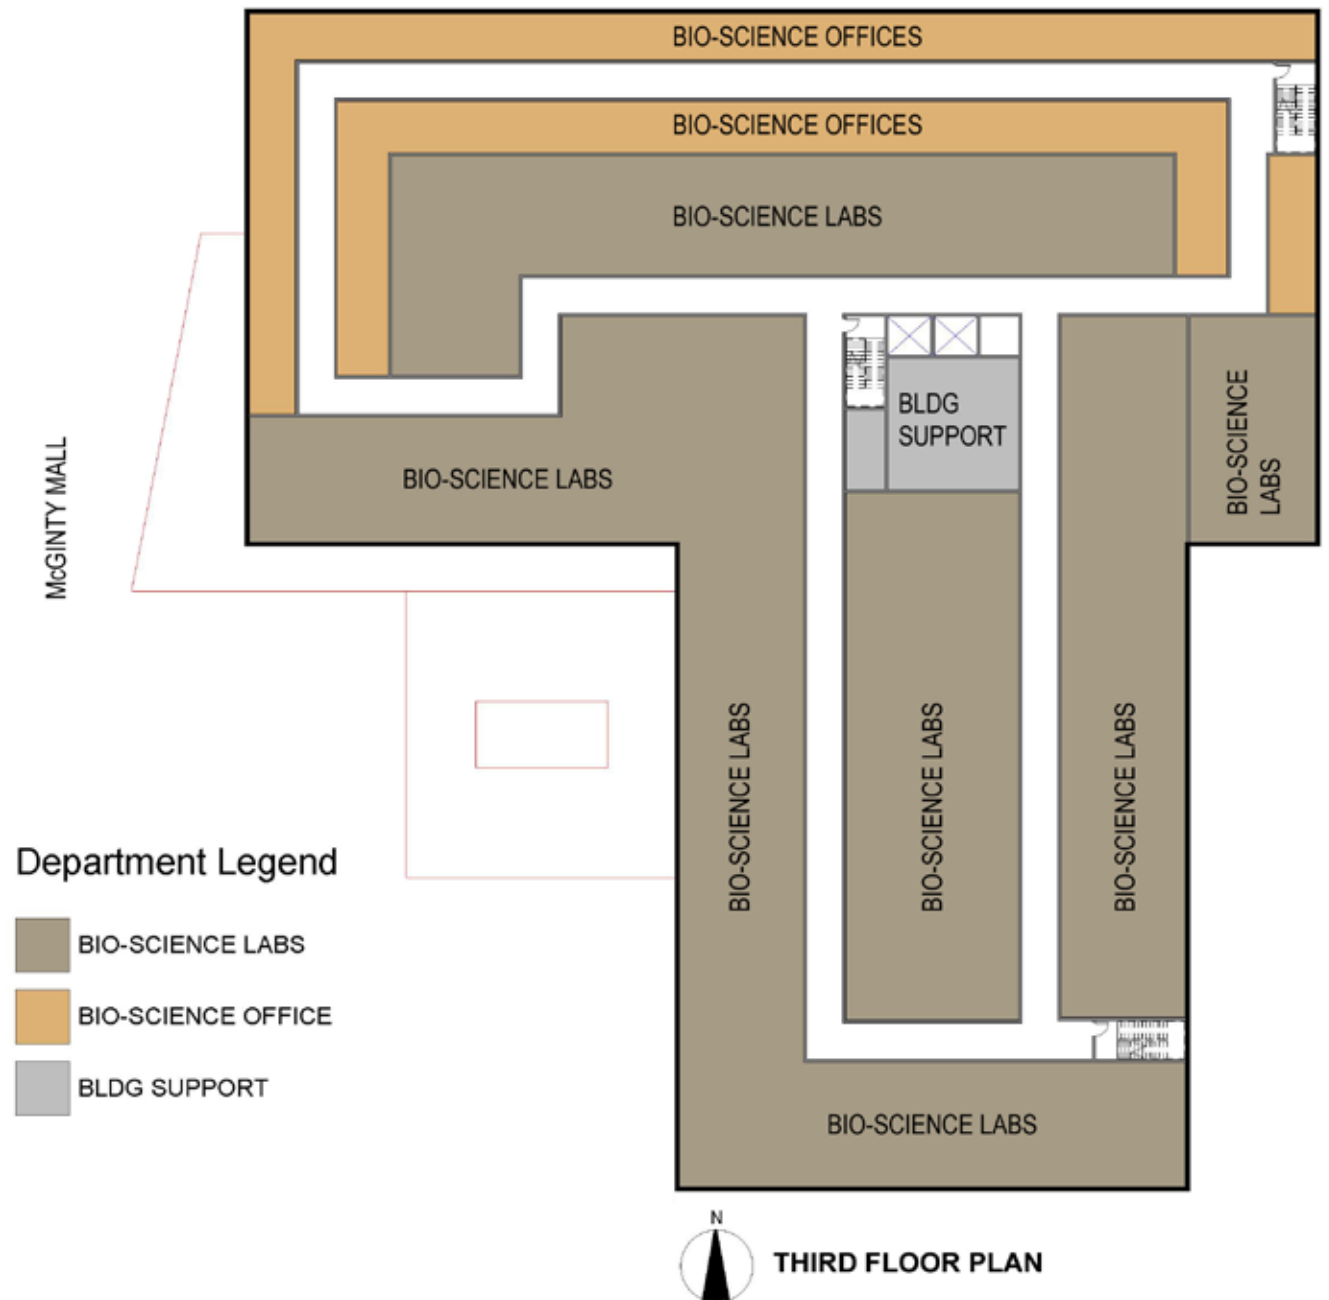 BIO-SCIENCE OFFICES
BIO-SCIENCE OFFICES
BIO-SCIENCE LABS
BLDG
SUPPORT
BIO-SCIENCE
LABS
BIO-SCIENCE LABS
McGINTY MALL
BIO-SCIENCE LABS
BIO-SCIENCE LABS
BIO-SCIENCE LABS
Department Legend
BIO-SCIENCE LABS
BIO-SCIENCE OFFICE
BLDG SUPPORT
BIO-SCIENCE LABS
N
THIRD FLOOR PLAN